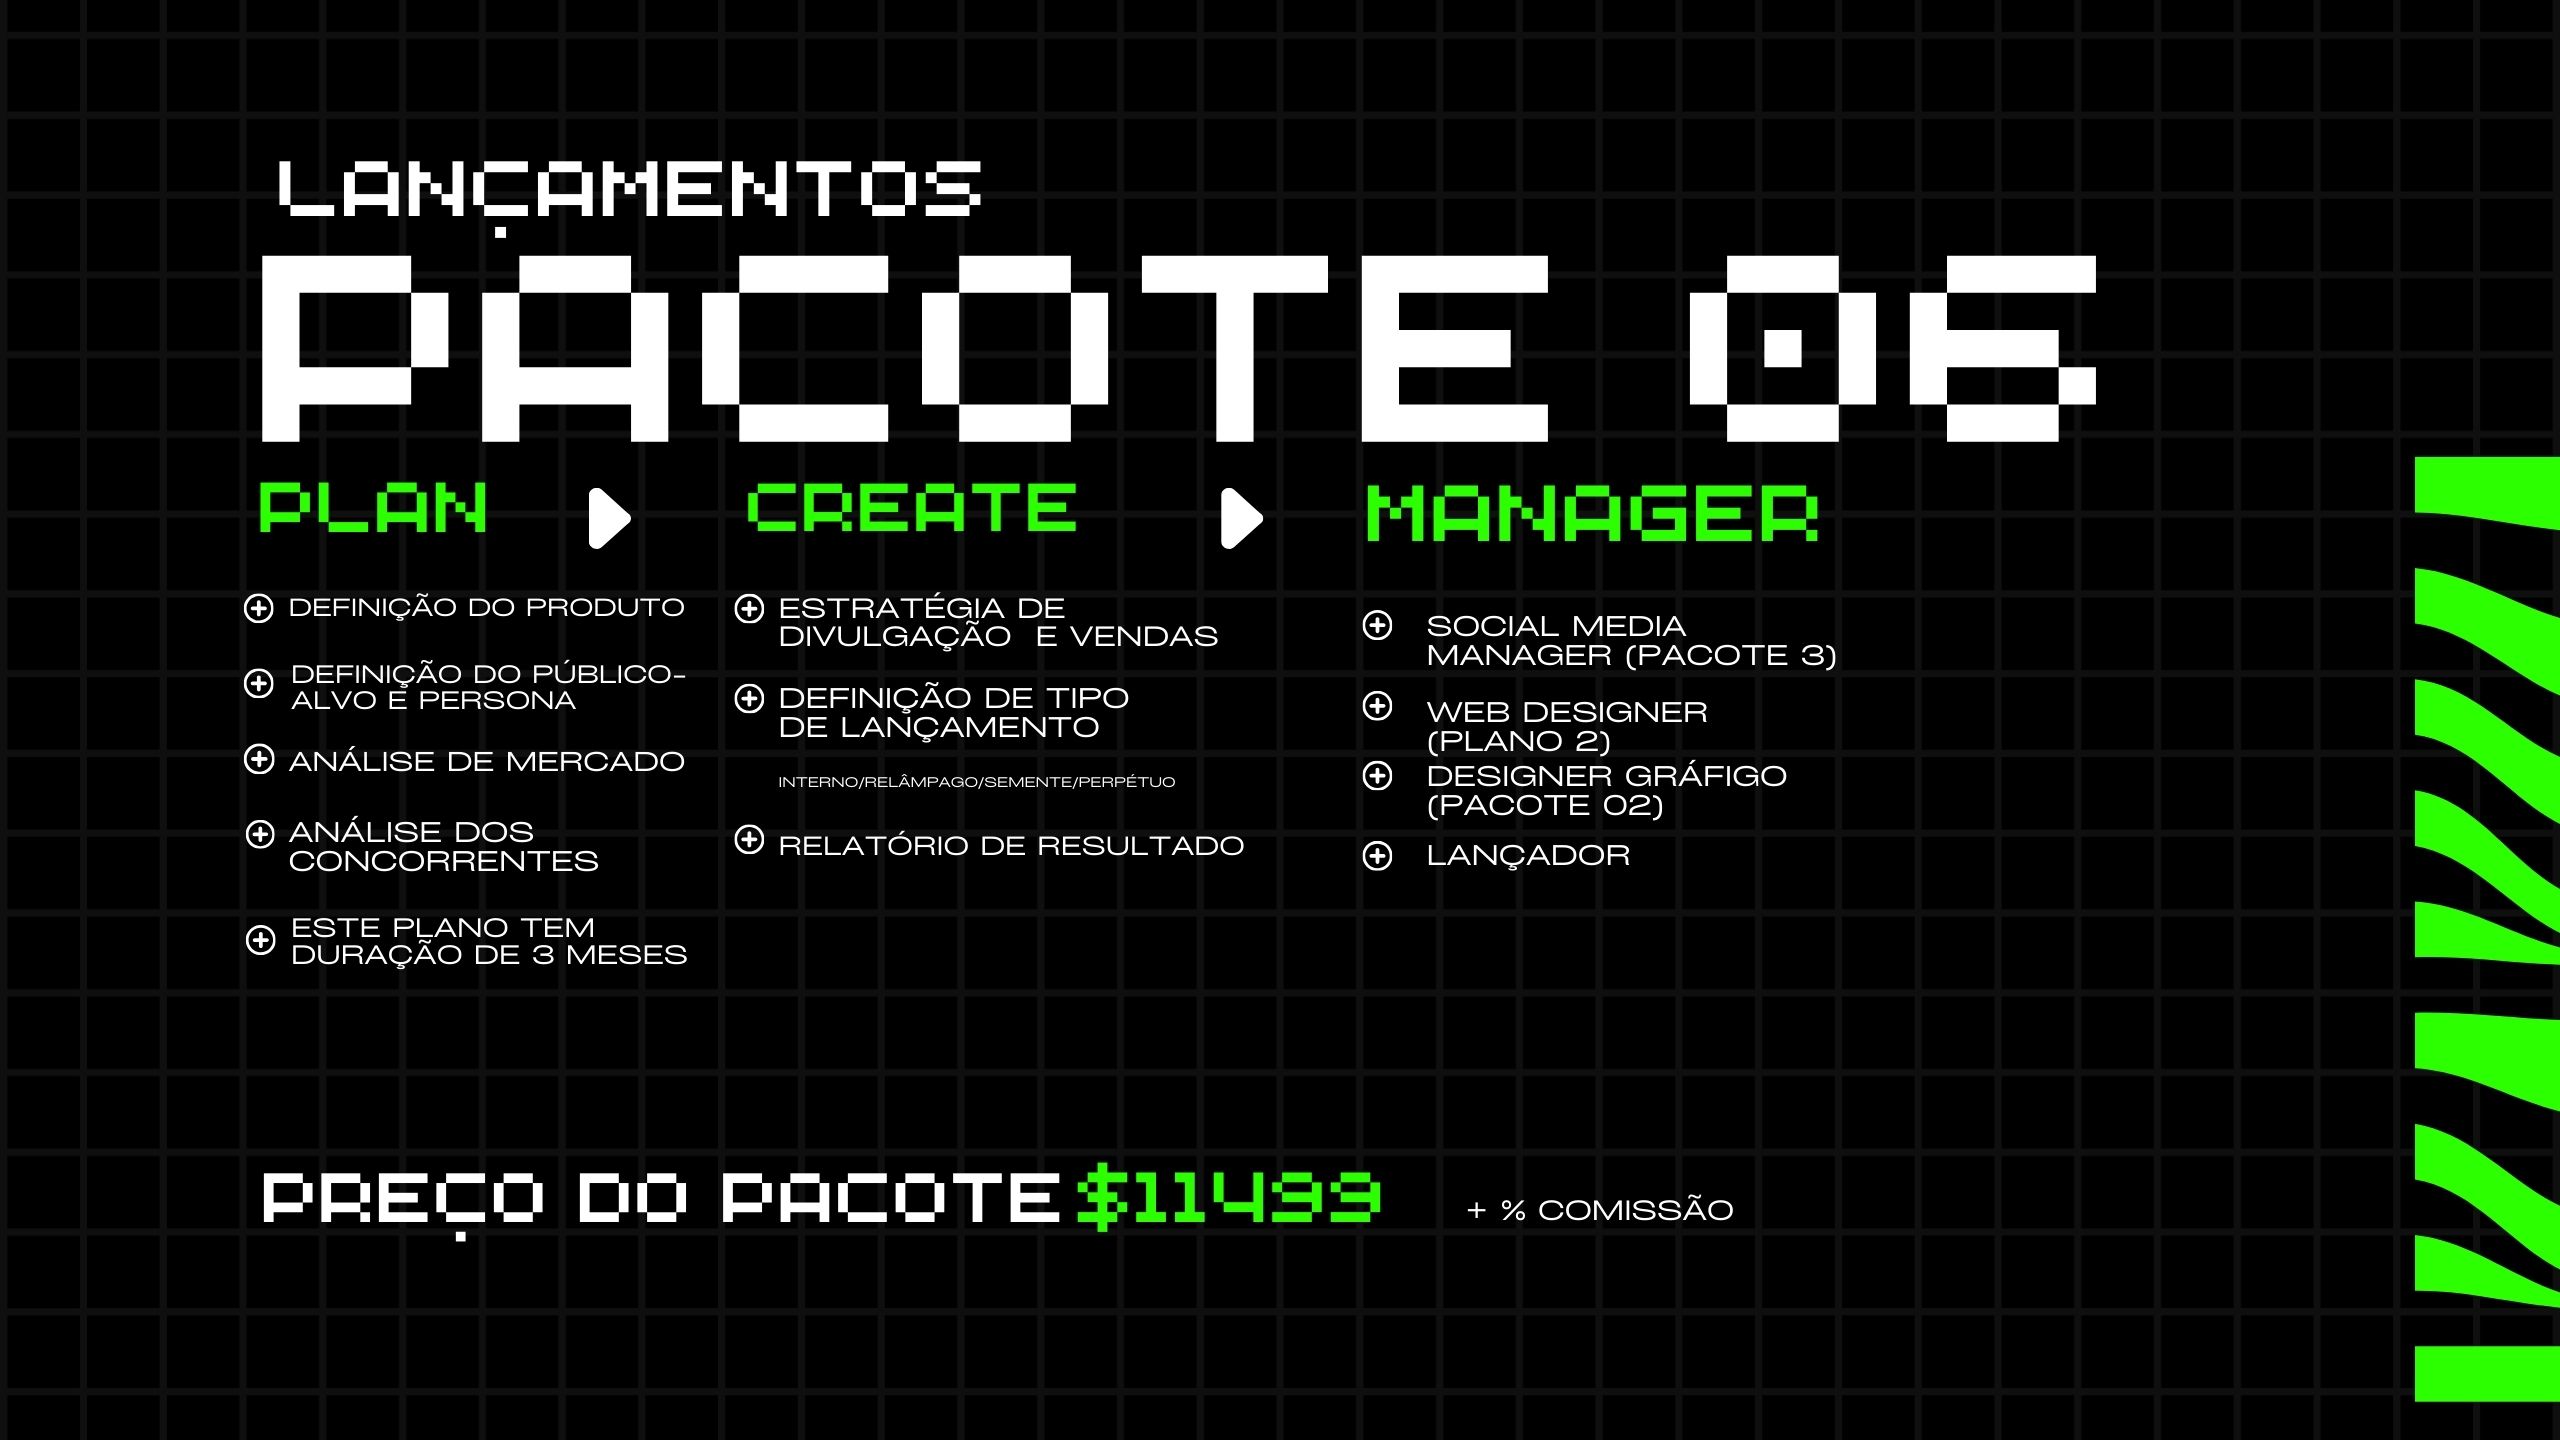 LANÇAMENTOS
PACOTE 06
PLAN
DEFINIÇÃO DO PRODUTO
DEFINIÇÃO DO PÚBLICO-
ALVO E PERSONA
ANÁLISE DE MERCADO
ANÁLISE DOS
CONCORRENTES
ESTE PLANO TEM
DURAÇÃO DE 3 MESES
CREATE
ESTRATÉGIA DE
DIVULGAÇÃO E VENDAS
DEFINIÇÃO DE TIPO
DE LANÇAMENTO
INTERNO/RELÂMPAGO/SEMENTE/PERPÉTUO
RELATÓRIO DE RESULTADO
MANAGER
SOCIAL MEDIA
MANAGER (PACOTE 3)
WEB DESIGNER
(PLANO 2)
DESIGNER GRÁFIGO
(PACOTE 02)
LANÇADOR
PREÇO DO PACOTE $11499 + % COMISSÃO